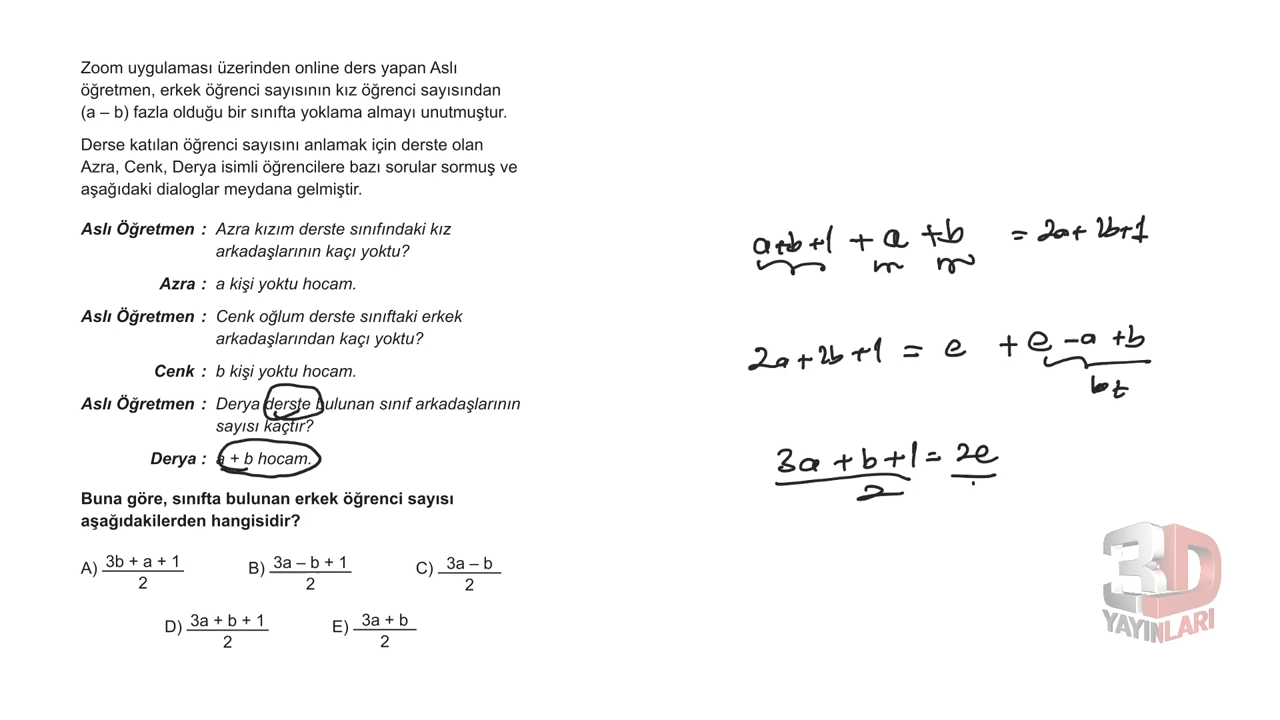 Zoom uygulaması üzerinden online ders yapan Aslı
öğretmen, erkek öğrenci sayısının kız öğrenci sayısından
(a – b) fazla olduğu bir sınıfta yoklama almayı unutmuştur.
Derse katılan öğrenci sayısını anlamak için derste olan
Azra, Cenk, Derya isimli öğrencilere bazı sorular sormuş ve
aşağıdaki dialoglar meydana gelmiştir.
Aslı Öğretmen : Azra kızım derste sınıfındaki kız
arkadaşlarının kaçı yoktu?
Azra : a kişi yoktu hocam.
Aslı Öğretmen : Cenk oğlum derste sınıftaki erkek
arkadaşlarından kaçı yoktu?
Cenk : b kişi yoktu hocam.
Aslı Öğretmen : Derya derste bulunan sınıf arkadaşlarının
sayısı kaçtır?
Derya : a + b hocam.
Buna göre, sınıfta bulunan erkek öğrenci sayısı
aşağıdakilerden hangisidir?
A) (3b + a + 1)/2 B) (3a – b + 1)/2 C) (3a – b)/2
D) (3a + b + 1)/2 E) (3a + b)/2
a+b+1 + a + b = 2a + 2b+1
2a+2b+1 = e + e -a +b
3a + b + 1 = 2e
2
3D
YAYINLARI